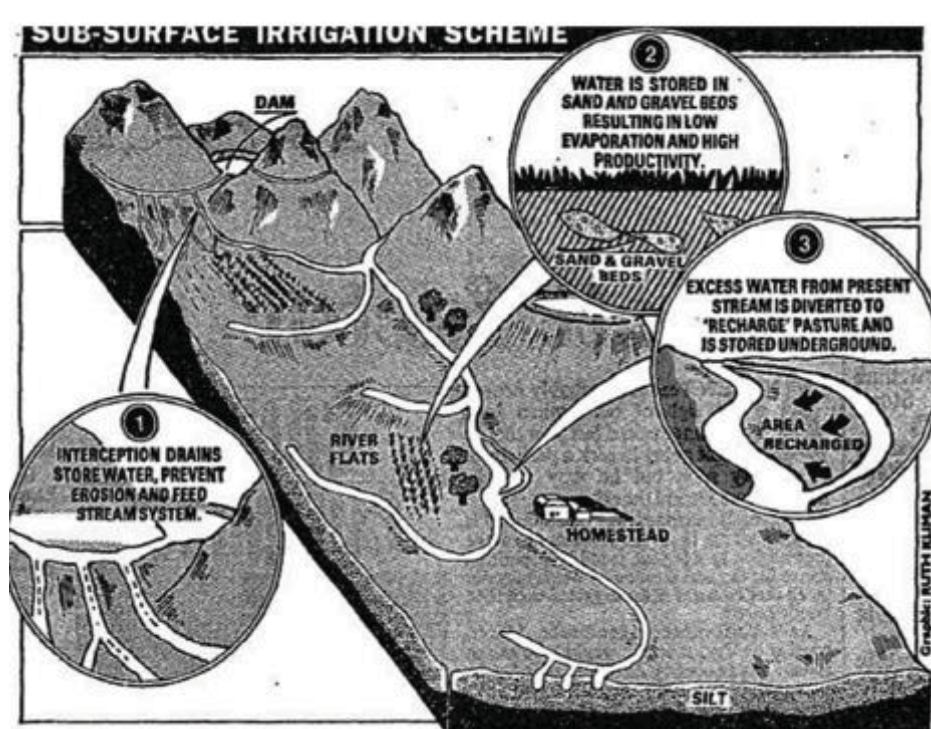 SUB-SURFACE IRRIGATION SCHEME
DAM
2
WATER IS STORED IN
SAND AND GRAVEL BEDS
RESULTING IN LOW
EVAPORATION AND HIGH
PRODUCTIVITY.
SAND & GRAVEL
BEDS
3
EXCESS WATER FROM PRESENT
STREAM IS DIVERTED TO
'RECHARGE' PASTURE AND
IS STORED UNDERGROUND.
AREA
RECHARGED
1
INTERCEPTION DRAINS
STORE WATER, PREVENT
EROSION AND FEED
STREAM SYSTEM.
RIVER
FLATS
HOMESTEAD
SILT
Graphic: RUTH KLIMAN